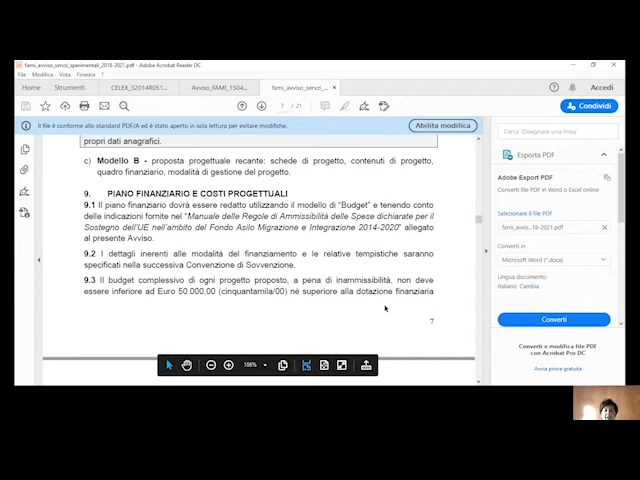 fami_avviso_servizi_sperimentali_2018-2021.pdf - Adobe Acrobat Reader DC
File Modifica Vista Finestra ?
Home Strumenti CELEX_32014R051... Avviso_FAMI_1504... fami_avviso_servzi_... × Accedi
7 / 21 Condividi
Il file è conforme allo standard PDF/A ed è stato aperto in sola lettura per evitare modifiche. Abilita modifica
propri dati anagrafici.
c) Modello B - proposta progettuale recante: schede di progetto, contenuti di progetto,
quadro finanziario, modalità di gestione del progetto.
9. PIANO FINANZIARIO E COSTI PROGETTUALI
9.1 Il piano finanziario dovrà essere redatto utilizzando il modello di “Budget” e tenendo conto
delle indicazioni fornite nel “Manuale delle Regole di Ammissibilità delle Spese dichiarate per il
Sostegno dell’UE nell’ambito del Fondo Asilo Migrazione e Integrazione 2014-2020” allegato
al presente Avviso.
9.2 I dettagli inerenti alle modalità del finanziamento e le relative tempistiche saranno
specificati nella successiva Convenzione di Sovvenzione.
9.3 Il budget complessivo di ogni progetto proposto, a pena di inammissibilità, non deve
essere inferiore ad Euro 50.000,00 (cinquantamila/00) né superiore alla dotazione finanziaria
7
106%
Cerca 'Disegnare una linea'
Esporta PDF
Adobe Export PDF
Converti file PDF in Word o Excel online
Selezionare il file PDF
fami_avvis...18-2021.pdf ×
Converti in
Microsoft Word (*.docx)
Lingua documento:
Italiano Cambia
Converti
Converti e modifica file PDF
con Acrobat Pro DC
Avvia prova gratuita